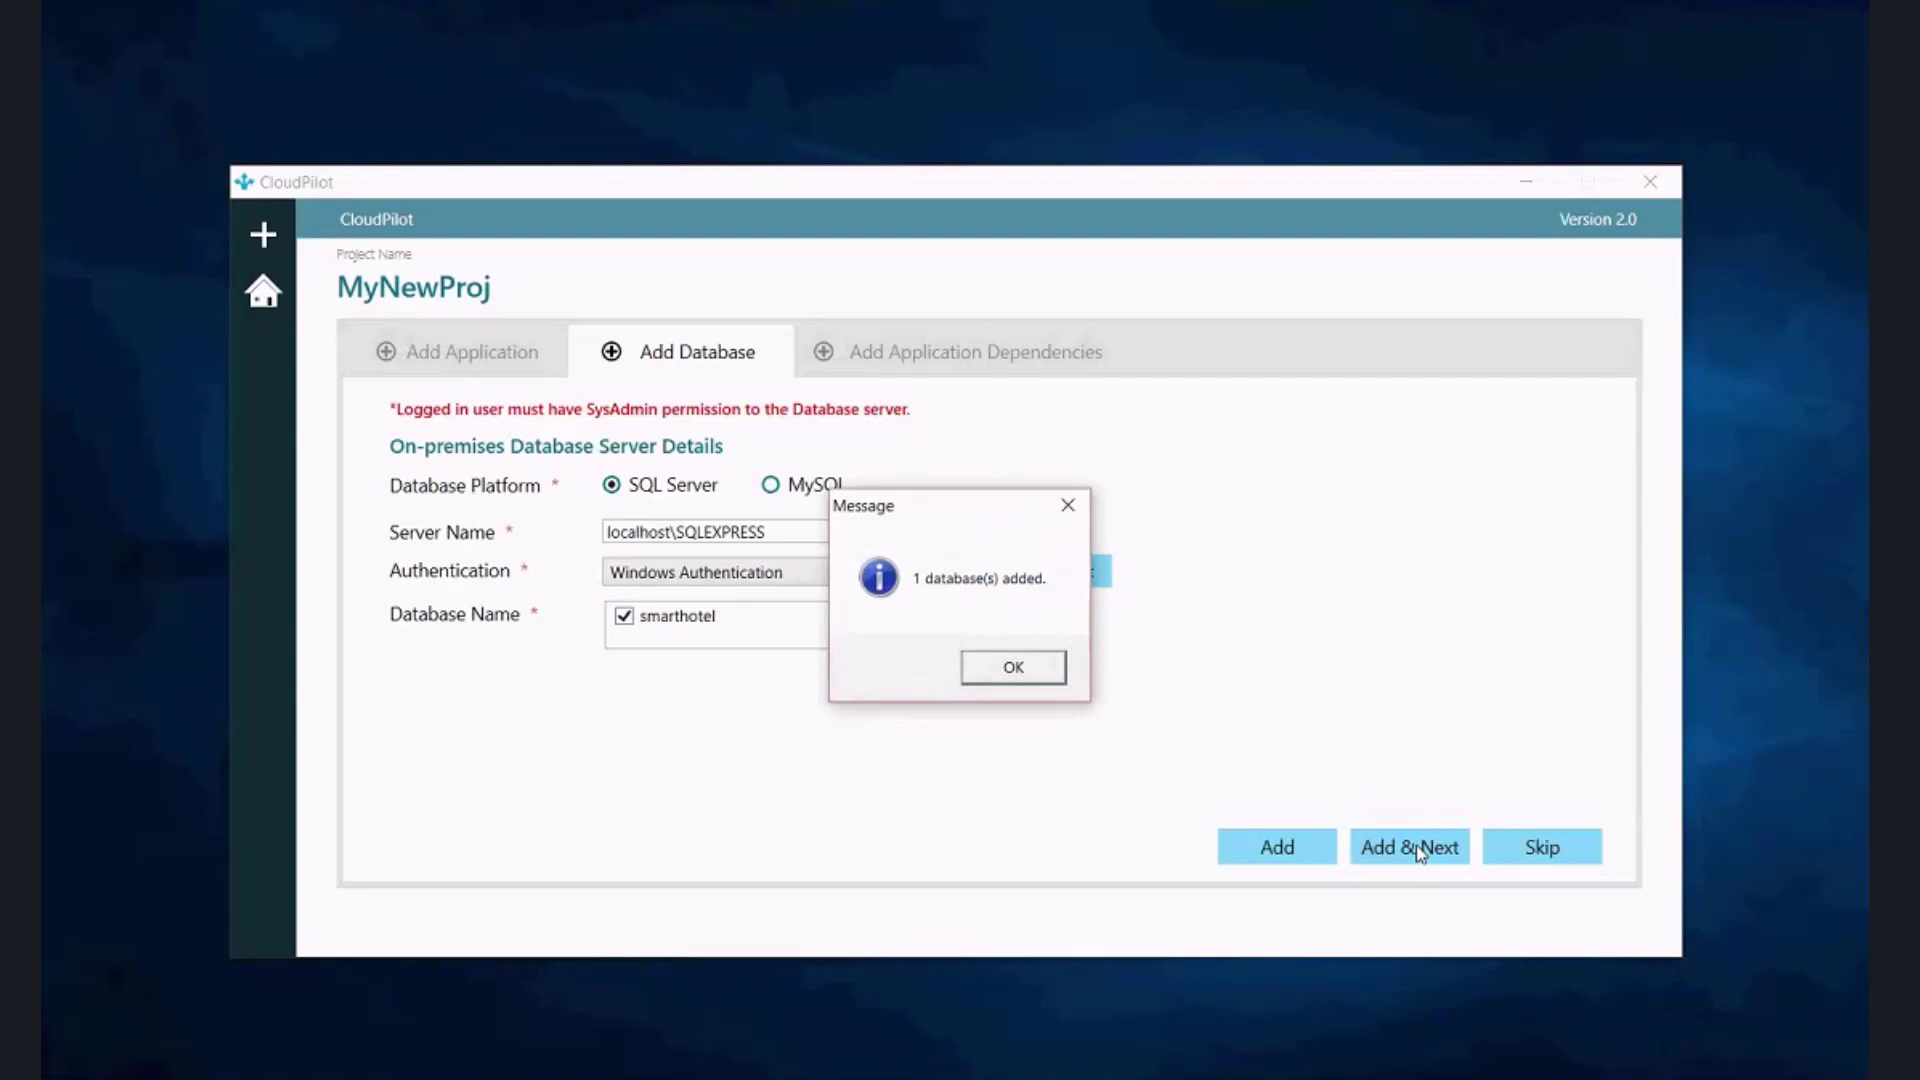 CloudPilot
CloudPilot
Version 2.0
Project Name
MyNewProj
Add Application
Add Database
Add Application Dependencies
*Logged in user must have SysAdmin permission to the Database server.
On-premises Database Server Details
Database Platform *
SQL Server
MySQL
Message
Server Name *
localhost\SQLEXPRESS
Authentication *
Windows Authentication
1 database(s) added.
Database Name *
smarthotel
OK
Add
Add & Next
Skip